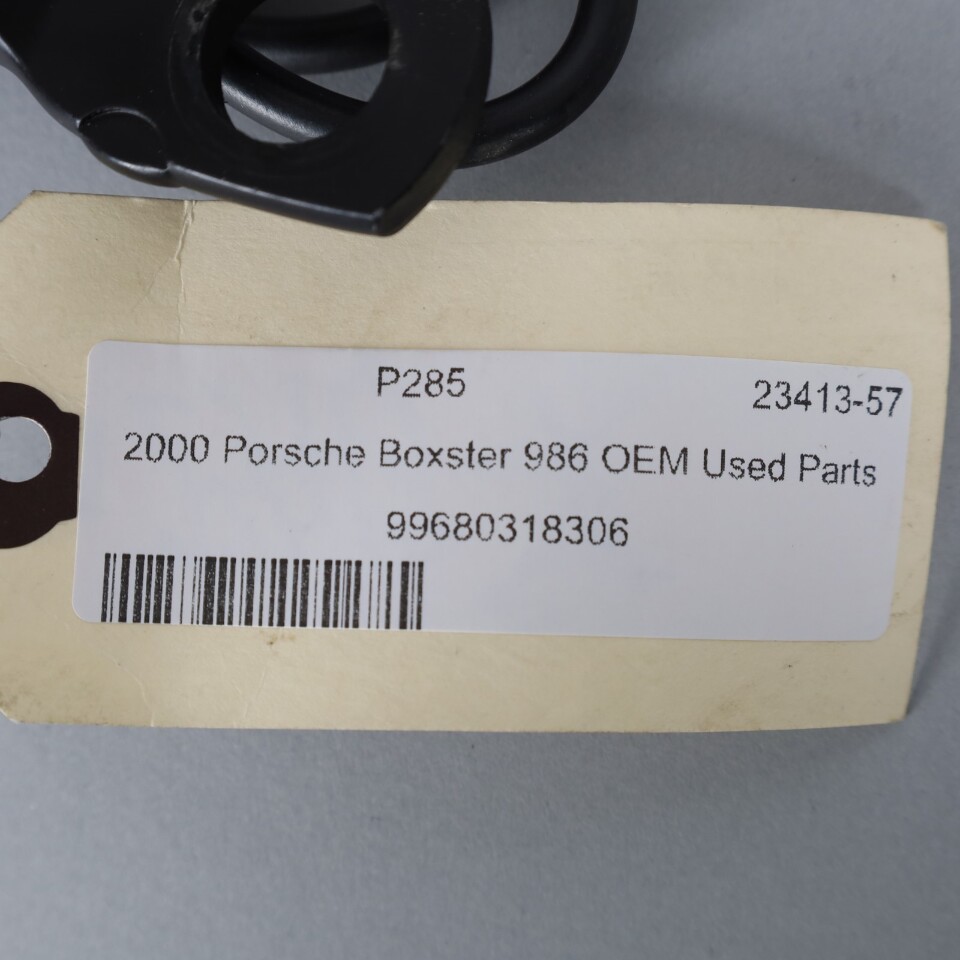 P285 23413-57
2000 Porsche Boxster 986 OEM Used Parts
99680318306